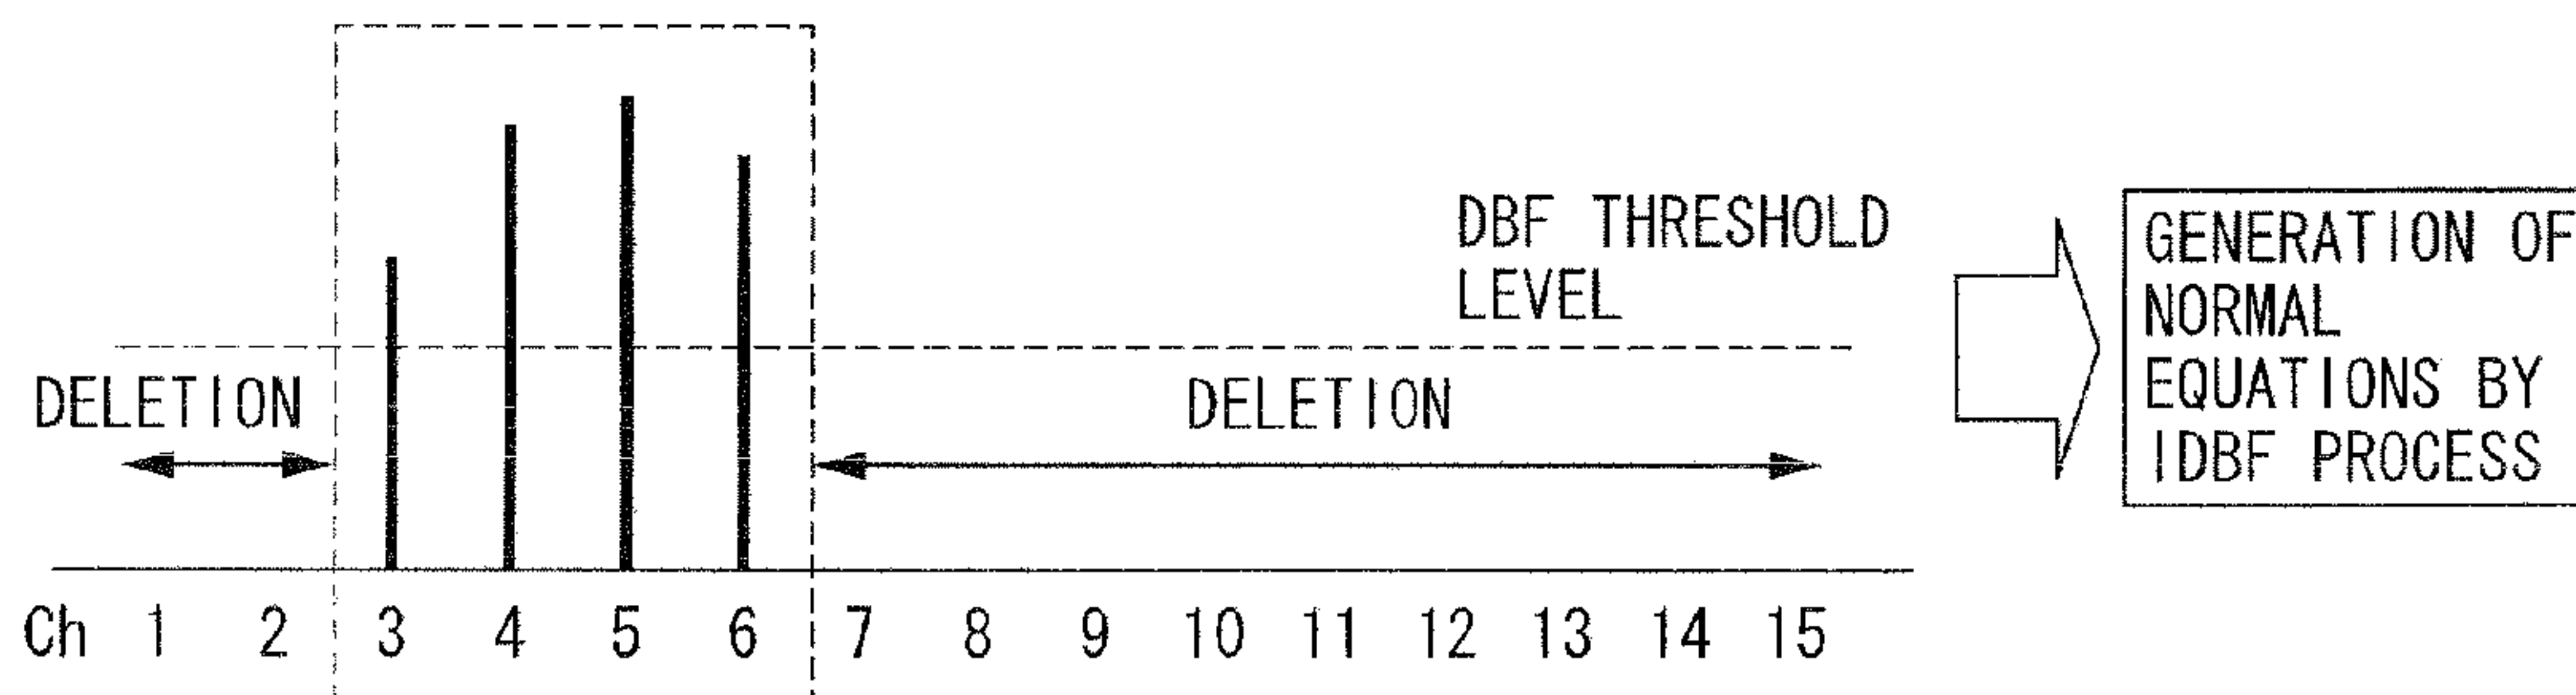 DBF THRESHOLD
LEVEL
DELETION
DELETION
GENERATION OF
NORMAL
EQUATIONS BY
IDBF PROCESS
Ch 1 2 3 4 5 6 7 8 9 10 11 12 13 14 15